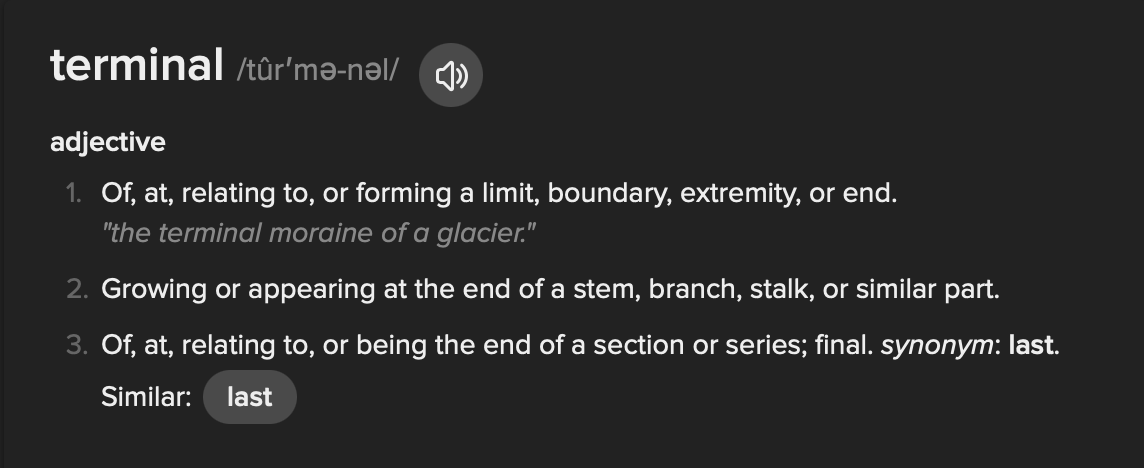 terminal /tûr′mə-nəl/
adjective
1. Of, at, relating to, or forming a limit, boundary, extremity, or end.
"the terminal moraine of a glacier."
2. Growing or appearing at the end of a stem, branch, stalk, or similar part.
3. Of, at, relating to, or being the end of a section or series; final. synonym: last.
Similar: last